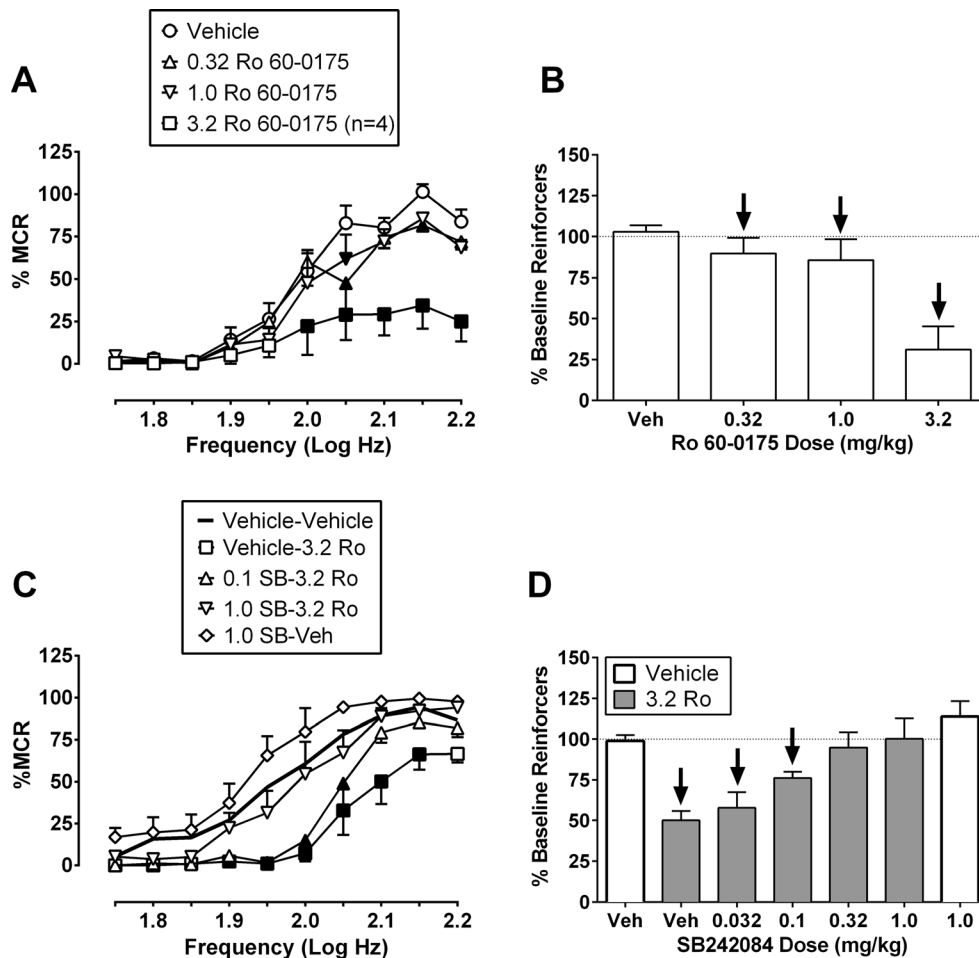 A
Vehicle
0.32 Ro 60-0175
1.0 Ro 60-0175
3.2 Ro 60-0175 (n=4)
% MCR
125
100
75
50
25
0
1.8 1.9 2.0 2.1 2.2
Frequency (Log Hz)
B
% Baseline Reinforcers
150
125
100
75
50
25
0
Veh 0.32 1.0 3.2
Ro 60-0175 Dose (mg/kg)
C
Vehicle-Vehicle
Vehicle-3.2 Ro
0.1 SB-3.2 Ro
1.0 SB-3.2 Ro
1.0 SB-Veh
%MCR
125
100
75
50
25
0
1.8 1.9 2.0 2.1 2.2
Frequency (Log Hz)
D
Vehicle
3.2 Ro
% Baseline Reinforcers
150
125
100
75
50
25
0
Veh Veh 0.032 0.1 0.32 1.0 1.0
SB242084 Dose (mg/kg)